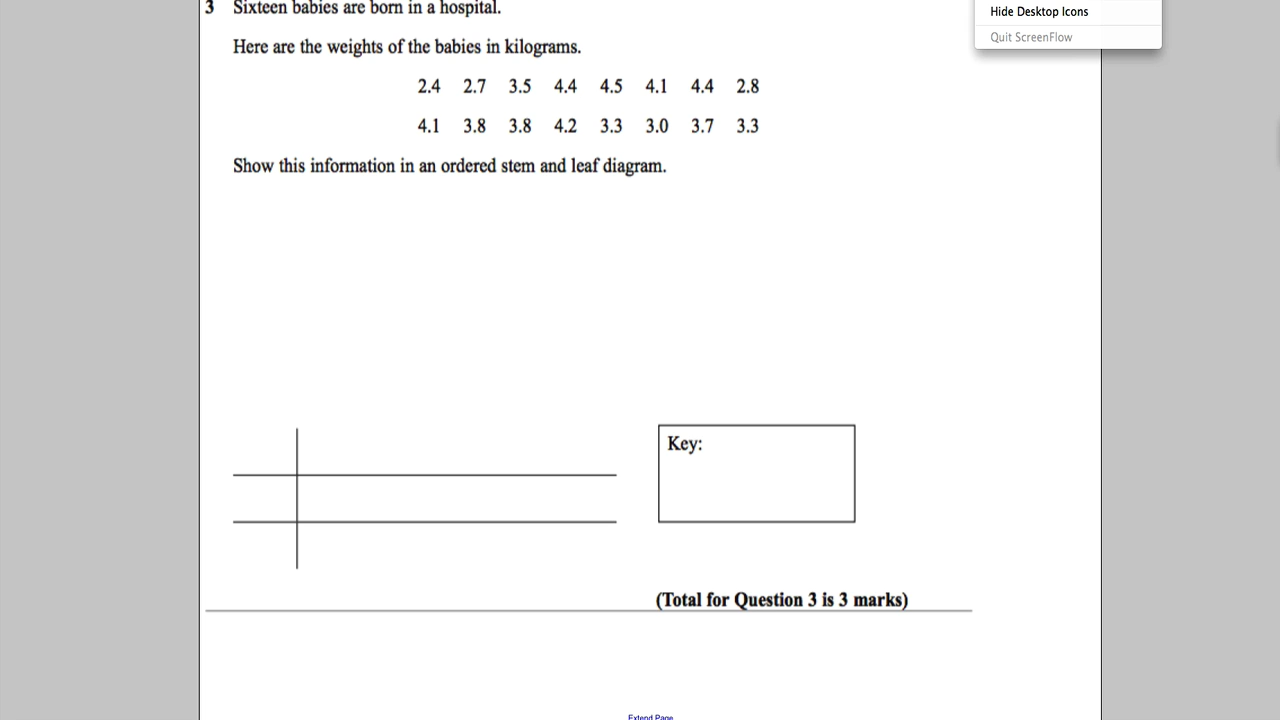 3 Sixteen babies are born in a hospital.
Hide Desktop Icons
Quit ScreenFlow
Here are the weights of the babies in kilograms.
2.4 2.7 3.5 4.4 4.5 4.1 4.4 2.8
4.1 3.8 3.8 4.2 3.3 3.0 3.7 3.3
Show this information in an ordered stem and leaf diagram.
Key:
(Total for Question 3 is 3 marks)
Extend Page